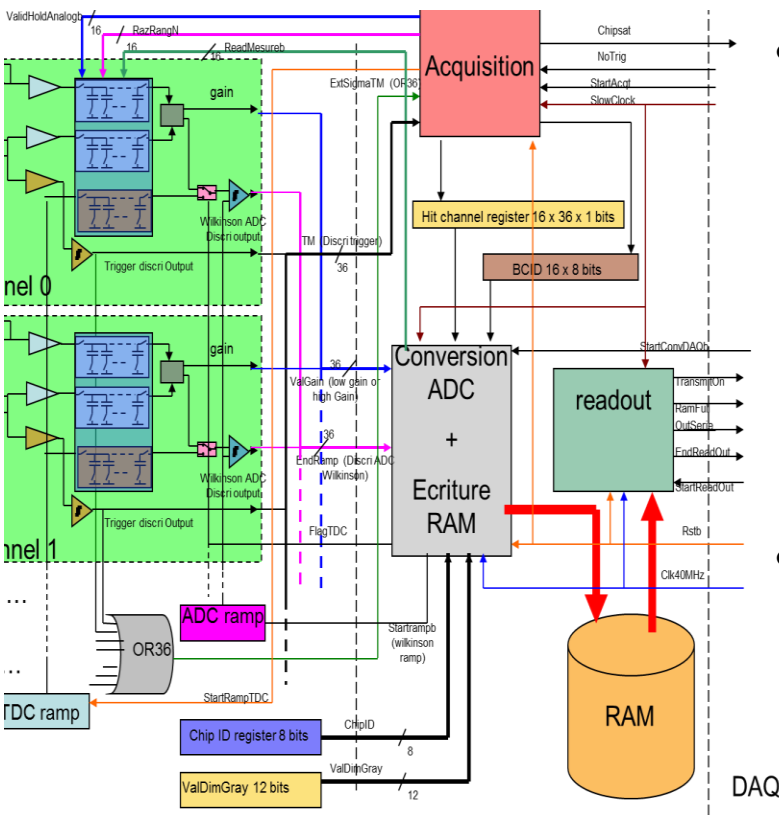 ValidHoldAnalogb
16
RazRangN
16
ReadMesureb
16
Acquisition
Chipsat
NoTrig
StartAcqt
SlowClock
ExtSigmaTM (OR36)
gain
Wilkinson ADC
Discri output
Trigger discri Output
TM (Discri trigger)
36
Hit channel register 16 x 36 x 1 bits
BCID 16 x 8 bits
nnel 0
gain
36
ValGain (low gain or
high Gain)
Conversion
ADC
+
Ecriture
RAM
StartConvDAQb
readout
TransmitOn
RamFull
OutSerie
EndReadOut
StartReadOut
36
EndRamp (Discri ADC
Wilkinson)
Wilkinson ADC
Discri output
Trigger discri Output
FlagTDC
Rstb
Clk40MHz
nnel 1
…
ADC ramp
Startrampb
(wilkinson
ramp)
OR36
…
StartRampTDC
TDC ramp
RAM
Chip ID register 8 bits
ChipID
8
ValDimGray 12 bits
ValDimGray
12
DAQ